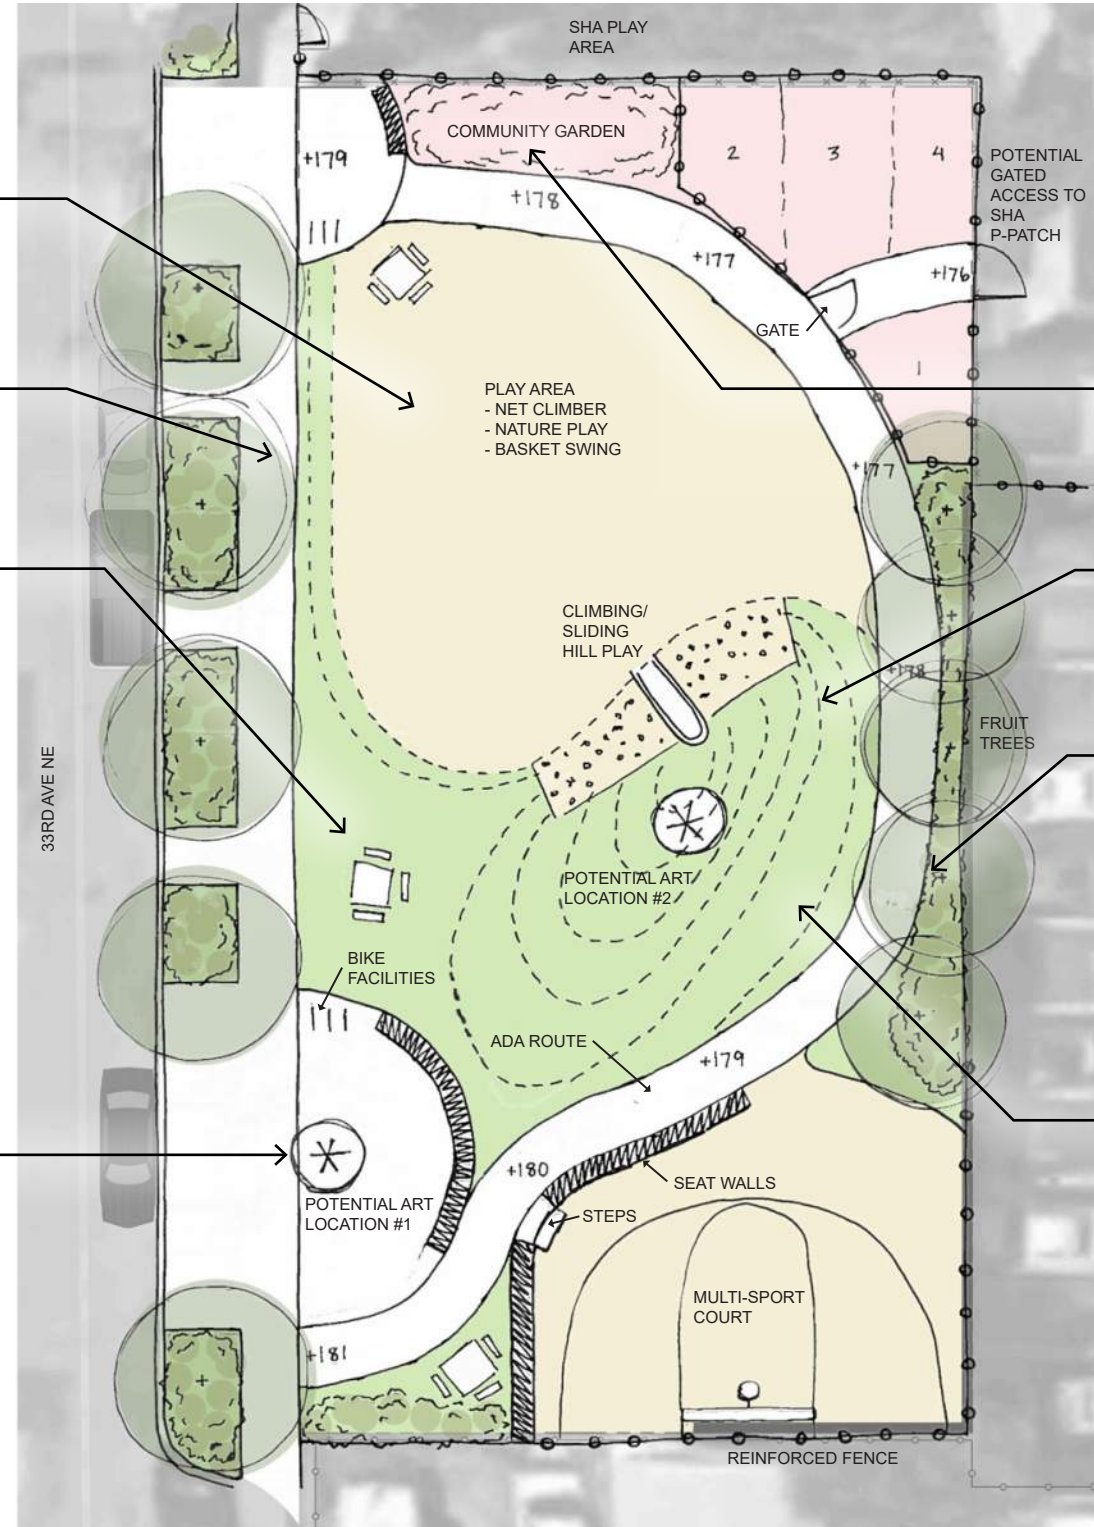 SHA PLAY
AREA
COMMUNITY GARDEN
+179
2
3
4
POTENTIAL
GATED
ACCESS TO
SHA
P-PATCH
+178
+177
+176
GATE
1
PLAY AREA
- NET CLIMBER
- NATURE PLAY
- BASKET SWING
+177
CLIMBING/
SLIDING
HILL PLAY
+178
FRUIT
TREES
33RD AVE NE
POTENTIAL ART
LOCATION #2
BIKE
FACILITIES
ADA ROUTE
+179
+180
SEAT WALLS
POTENTIAL ART
LOCATION #1
STEPS
MULTI-SPORT
COURT
+181
REINFORCED FENCE